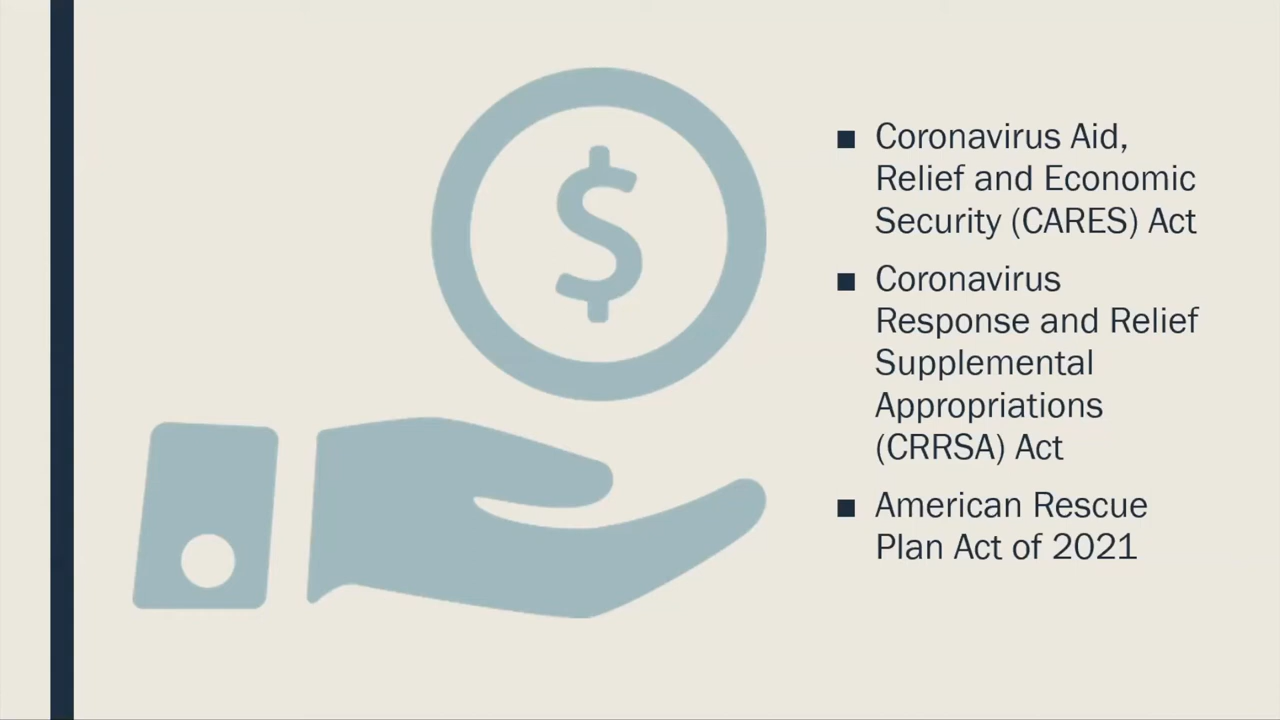 $
■ Coronavirus Aid,
Relief and Economic
Security (CARES) Act
■ Coronavirus
Response and Relief
Supplemental
Appropriations
(CRRSA) Act
■ American Rescue
Plan Act of 2021